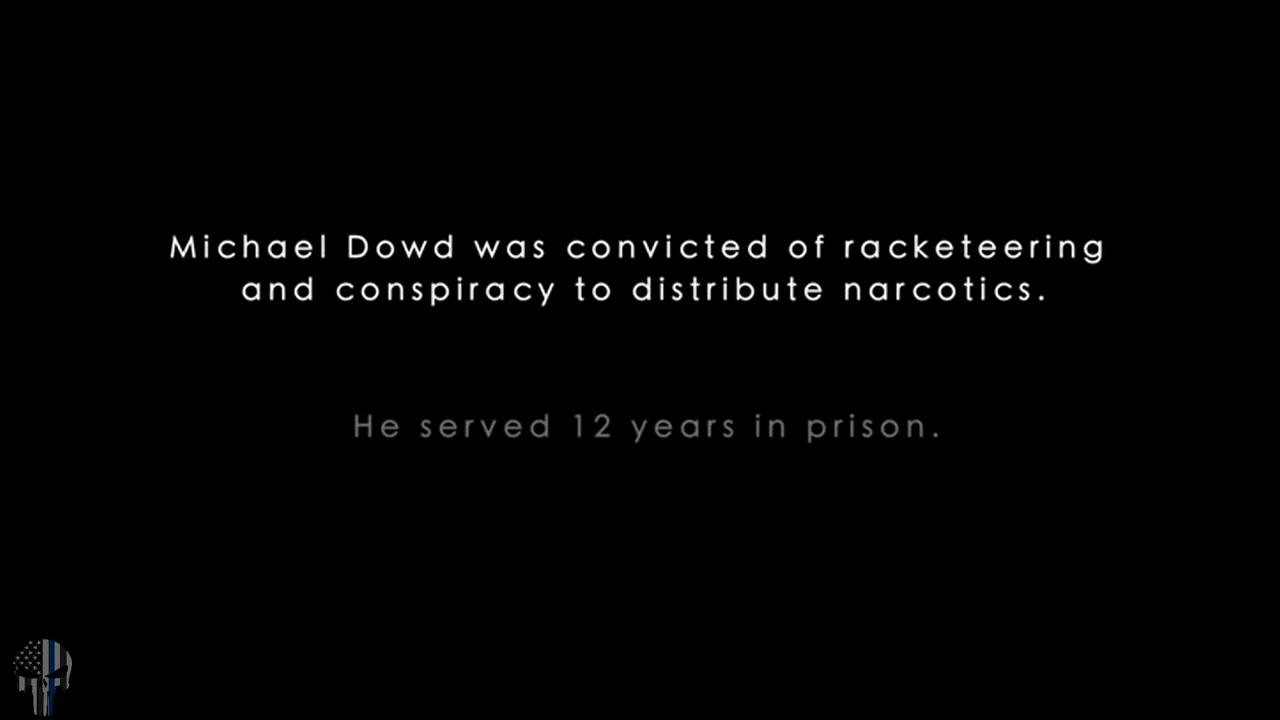 Michael Dowd was convicted of racketeering
and conspiracy to distribute narcotics.
He served 12 years in prison.